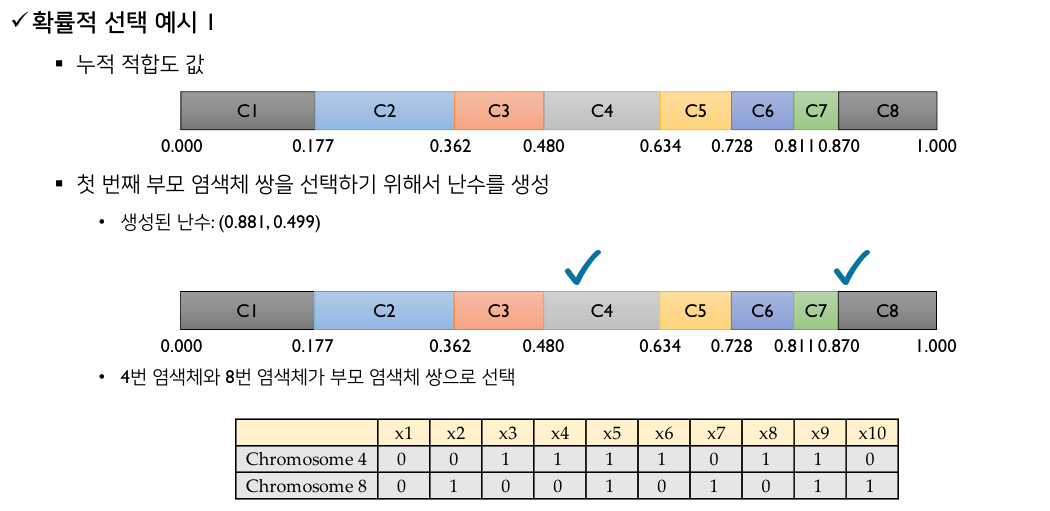 ✓확률적 선택 예시 1
▪ 누적 적합도 값
C1 C2 C3 C4 C5 C6 C7 C8
0.000 0.177 0.362 0.480 0.634 0.728 0.811 0.870 1.000
▪ 첫 번째 부모 염색체 쌍을 선택하기 위해서 난수를 생성
• 생성된 난수: (0.881, 0.499)
C1 C2 C3 C4 C5 C6 C7 C8
0.000 0.177 0.362 0.480 0.634 0.728 0.811 0.870 1.000
• 4번 염색체와 8번 염색체가 부모 염색체 쌍으로 선택
x1 x2 x3 x4 x5 x6 x7 x8 x9 x10
Chromosome 4 0 0 1 1 1 1 0 1 1 0
Chromosome 8 0 1 0 0 1 0 1 0 1 1